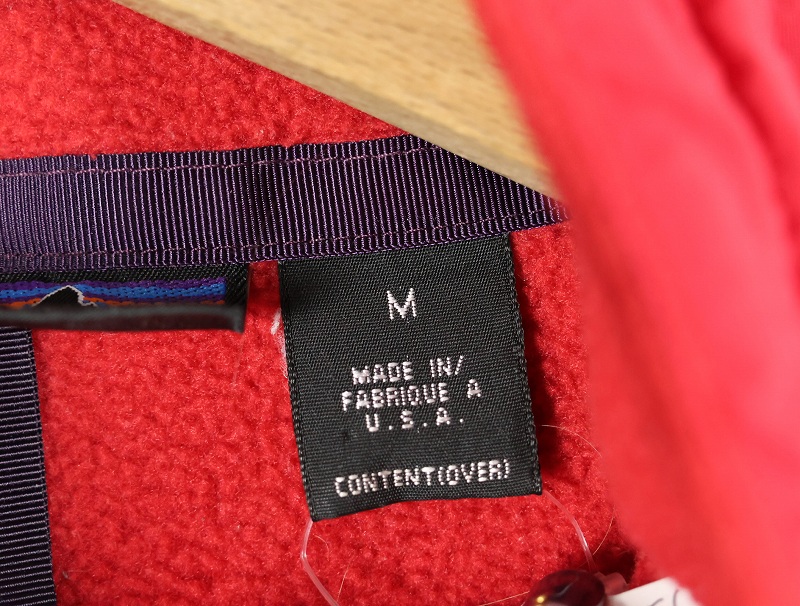 M
MADE IN/
FABRIQUE A
U.S.A.
CONTENT(OVER)